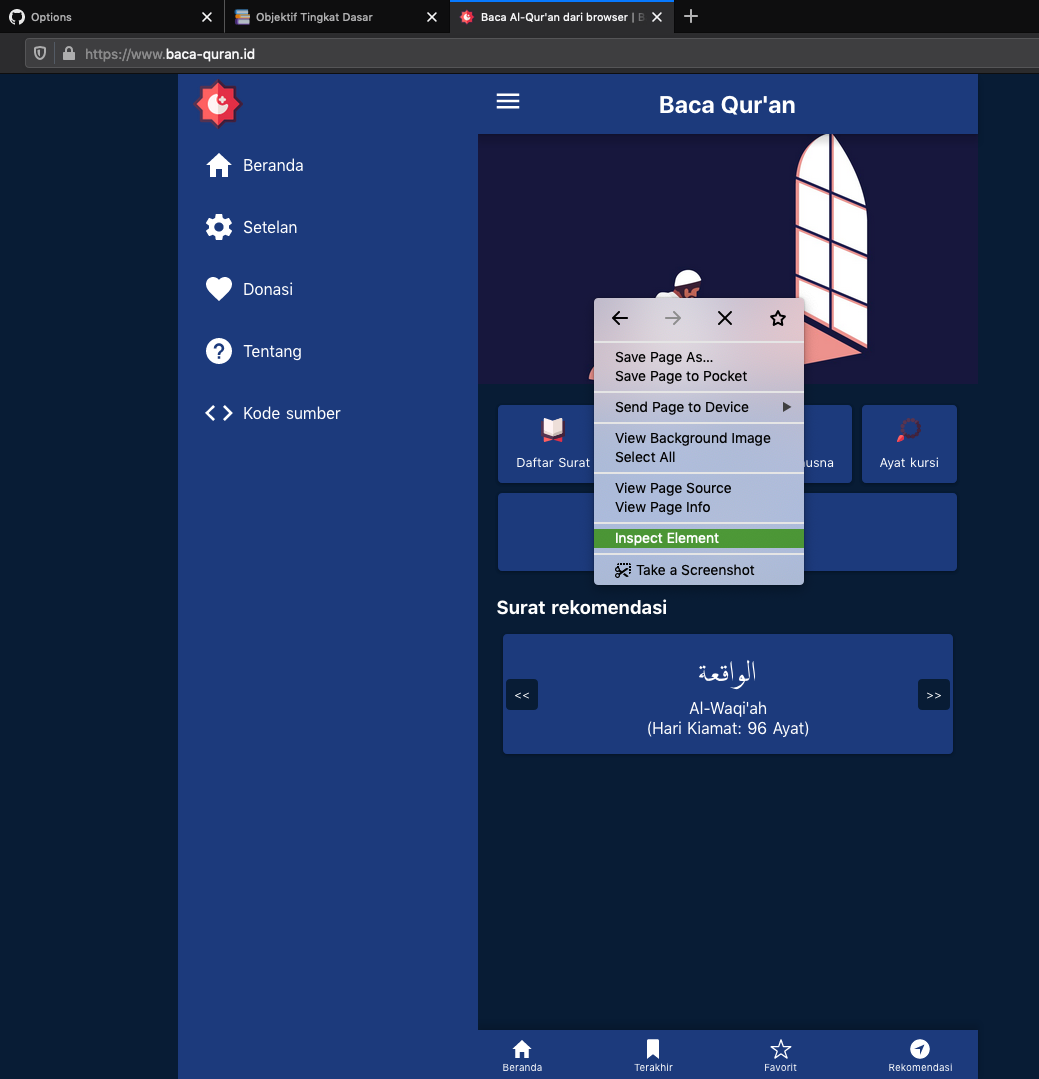 Options
Objektif Tingkat Dasar
Baca Al-Qur'an dari browser | B
https://www.baca-quran.id
Baca Qur'an
Beranda
Setelan
Donasi
Tentang
Kode sumber
Save Page As...
Save Page to Pocket
Send Page to Device
View Background Image
Select All
View Page Source
View Page Info
Inspect Element
Take a Screenshot
Daftar Surat
usna
Ayat kursi
Surat rekomendasi
الواقعة
<< >>
Al-Waqi'ah
(Hari Kiamat: 96 Ayat)
Beranda Terakhir Favorit Rekomendasi